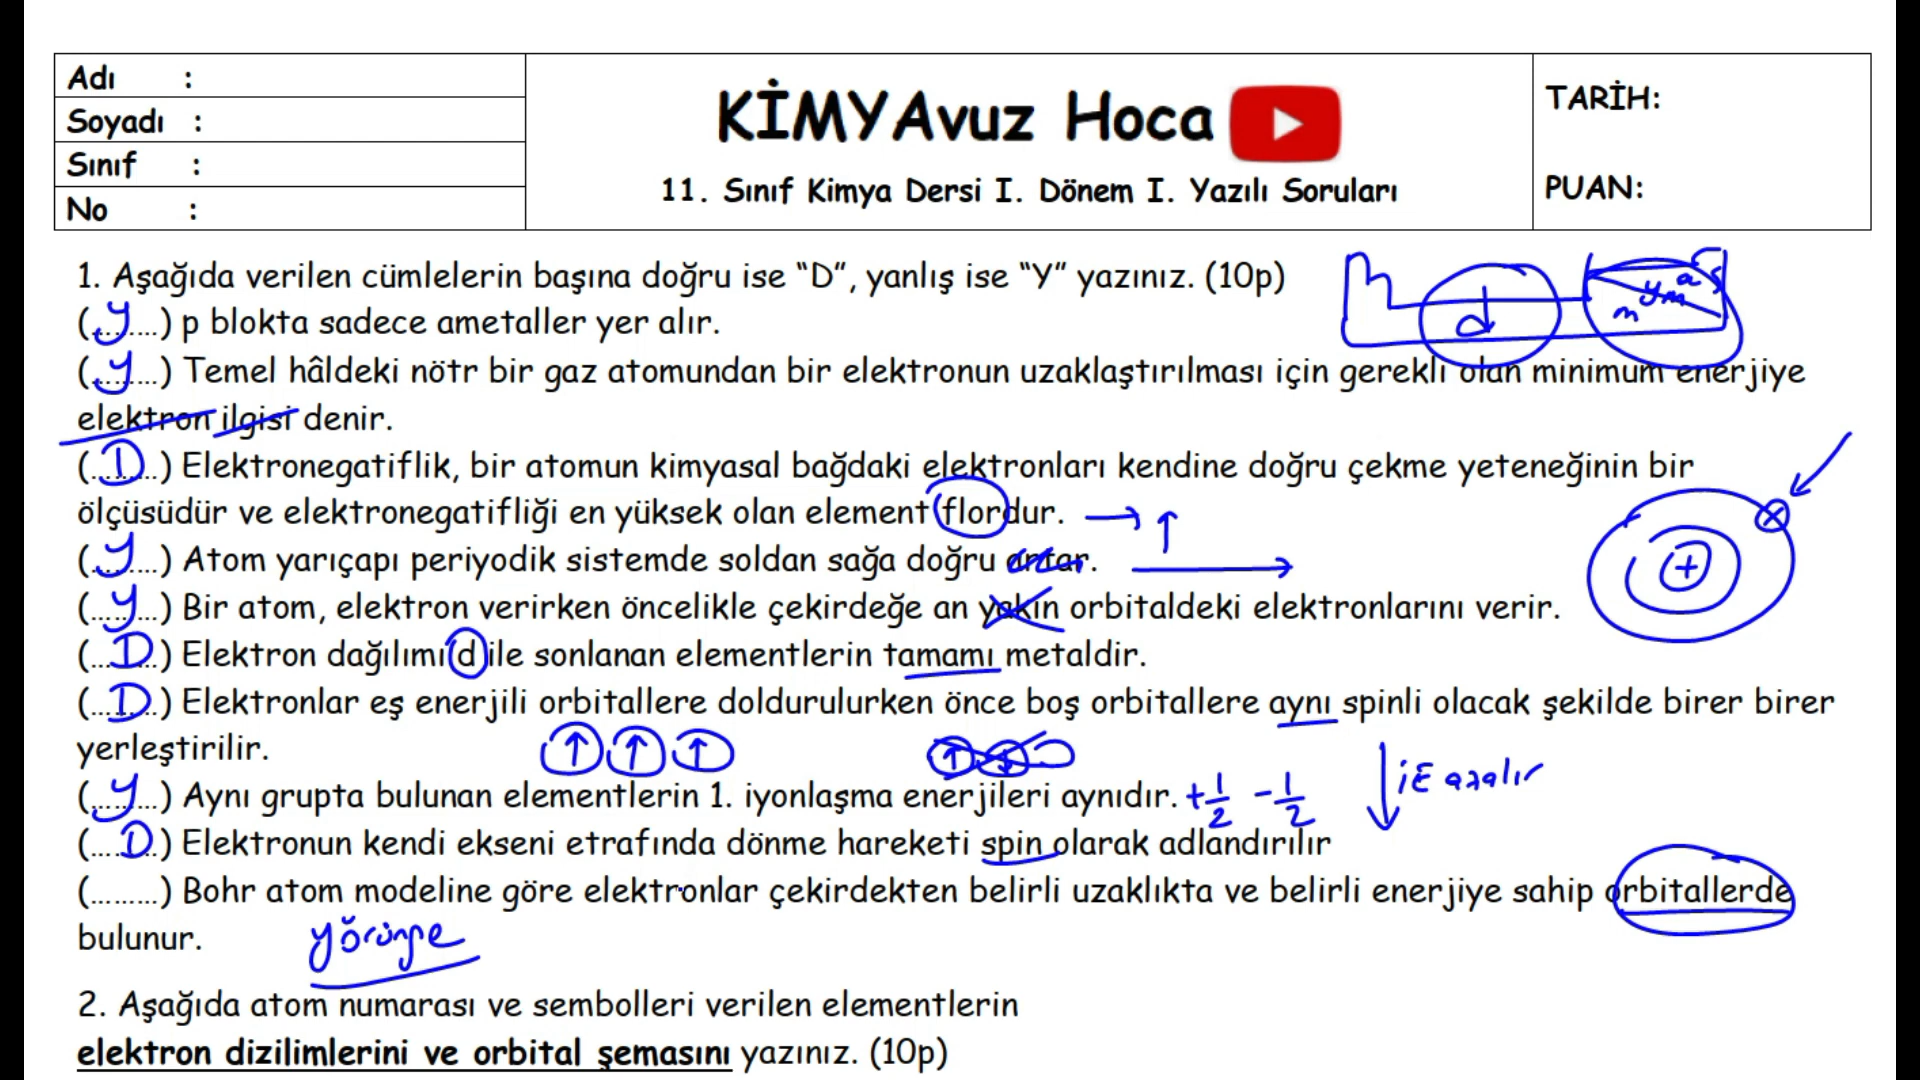 Adı :
Soyadı :
Sınıf :
No :
KİMYAvuz Hoca
11. Sınıf Kimya Dersi I. Dönem I. Yazılı Soruları
TARİH:
PUAN:
1. Aşağıda verilen cümlelerin başına doğru ise “D”, yanlış ise “Y” yazınız. (10p)
d
m ym a s
(...y...) p blokta sadece ametaller yer alır.
(...y...) Temel hâldeki nötr bir gaz atomundan bir elektronun uzaklaştırılması için gerekli olan minimum enerjiye
elektron ilgisi denir.
(...D...) Elektronegatiflik, bir atomun kimyasal bağdaki elektronları kendine doğru çekme yeteneğinin bir
ölçüsüdür ve elektronegatifliği en yüksek olan element flordur. → ↑
(...y...) Atom yarıçapı periyodik sistemde soldan sağa doğru artar. →
+
(...y...) Bir atom, elektron verirken öncelikle çekirdeğe an yakin orbitaldeki elektronlarını verir.
(...D...) Elektron dağılımı d ile sonlanan elementlerin tamamı metaldir.
(...D...) Elektronlar eş enerjili orbitallere doldurulurken önce boş orbitallere aynı spinli olacak şekilde birer birer
yerleştirilir. ↑ ↑ ↑ ↑ ↓
(...y...) Aynı grupta bulunan elementlerin 1. iyonlaşma enerjileri aynıdır. +1/2 -1/2 ↓ iE azalır
(...D...) Elektronun kendi ekseni etrafında dönme hareketi spin olarak adlandırılır
(.........) Bohr atom modeline göre elektronlar çekirdekten belirli uzaklıkta ve belirli enerjiye sahip orbitallerde
bulunur. yörünge
2. Aşağıda atom numarası ve sembolleri verilen elementlerin
elektron dizilimlerini ve orbital şemasını yazınız. (10p)